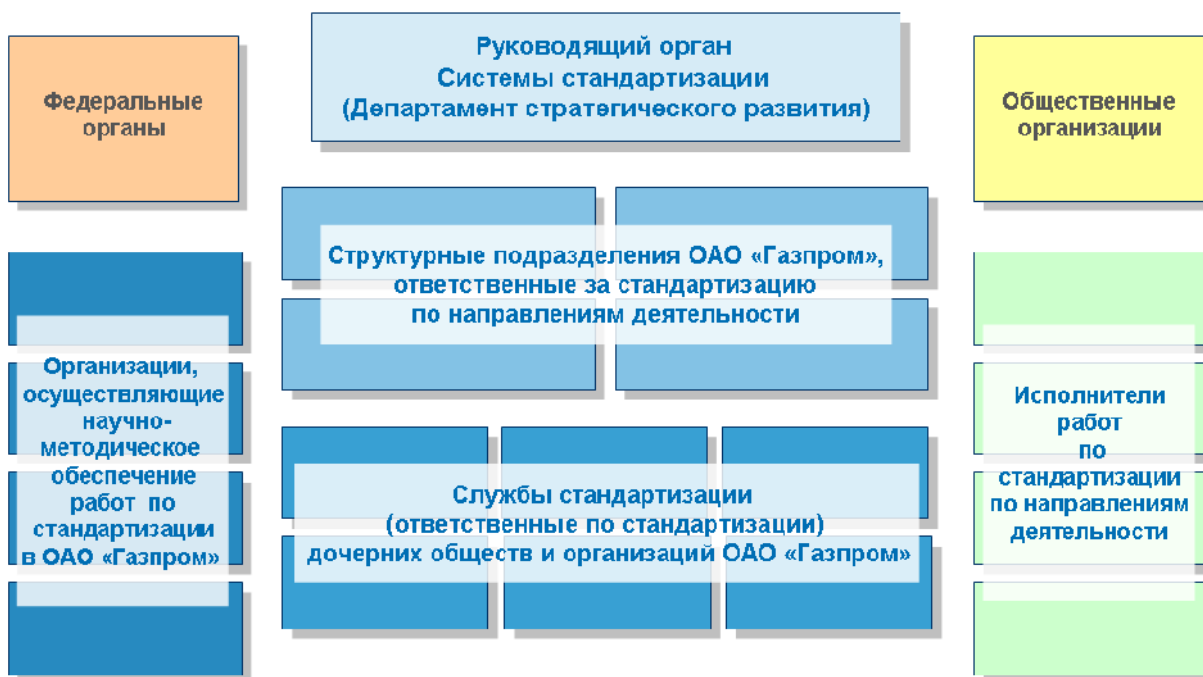 Федеральные
органы
Руководящий орган
Системы стандартизации
(Департамент стратегического развития)
Общественные
организации
Структурные подразделения ОАО «Газпром»,
ответственные за стандартизацию
по направлениям деятельности
Организации,
осуществляющие
научно-
методическое
обеспечение
работ по
стандартизации
в ОАО «Газпром»
Службы стандартизации
(ответственные по стандартизации)
дочерних обществ и организаций ОАО «Газпром»
Исполнители
работ
по
стандартизации
по направлениям
деятельности